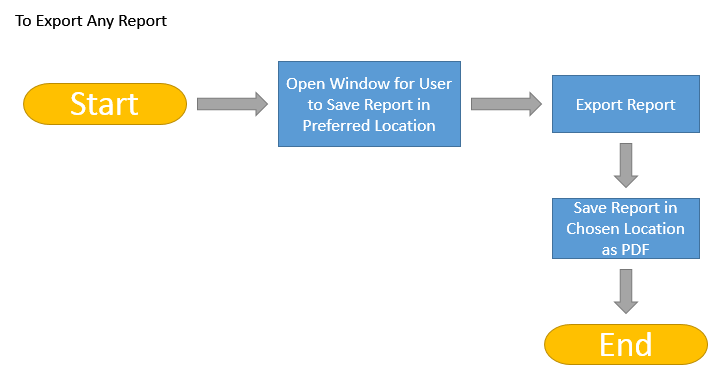 To Export Any Report
Start
Open Window for User
to Save Report in
Preferred Location
Export Report
Save Report in
Chosen Location
as PDF
End